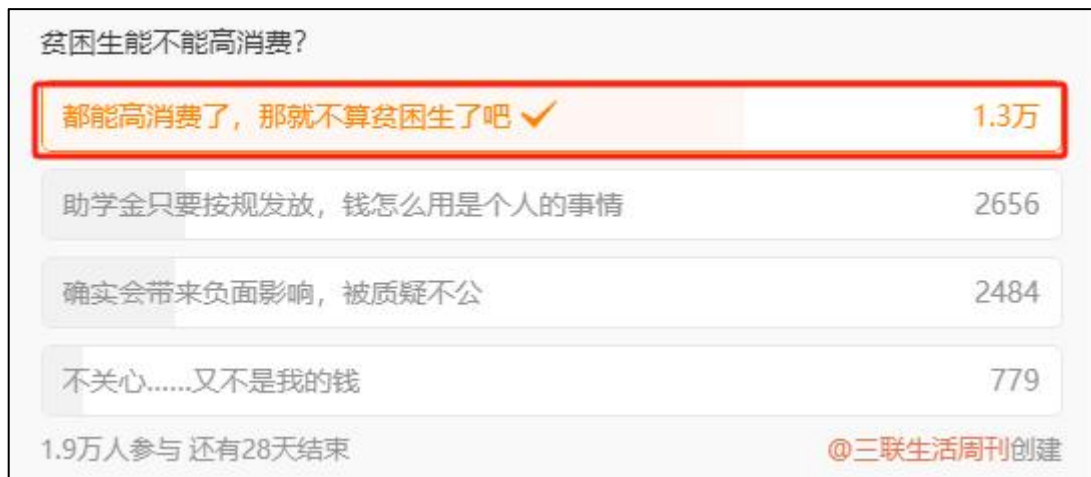 贫困生能不能高消费?
都能高消费了，那就不算贫困生了吧 1.3万
助学金只要按规发放，钱怎么用是个人的事情 2656
确实会带来负面影响，被质疑不公 2484
不关心......又不是我的钱 779
1.9万人参与 还有28天结束 @三联生活周刊创建